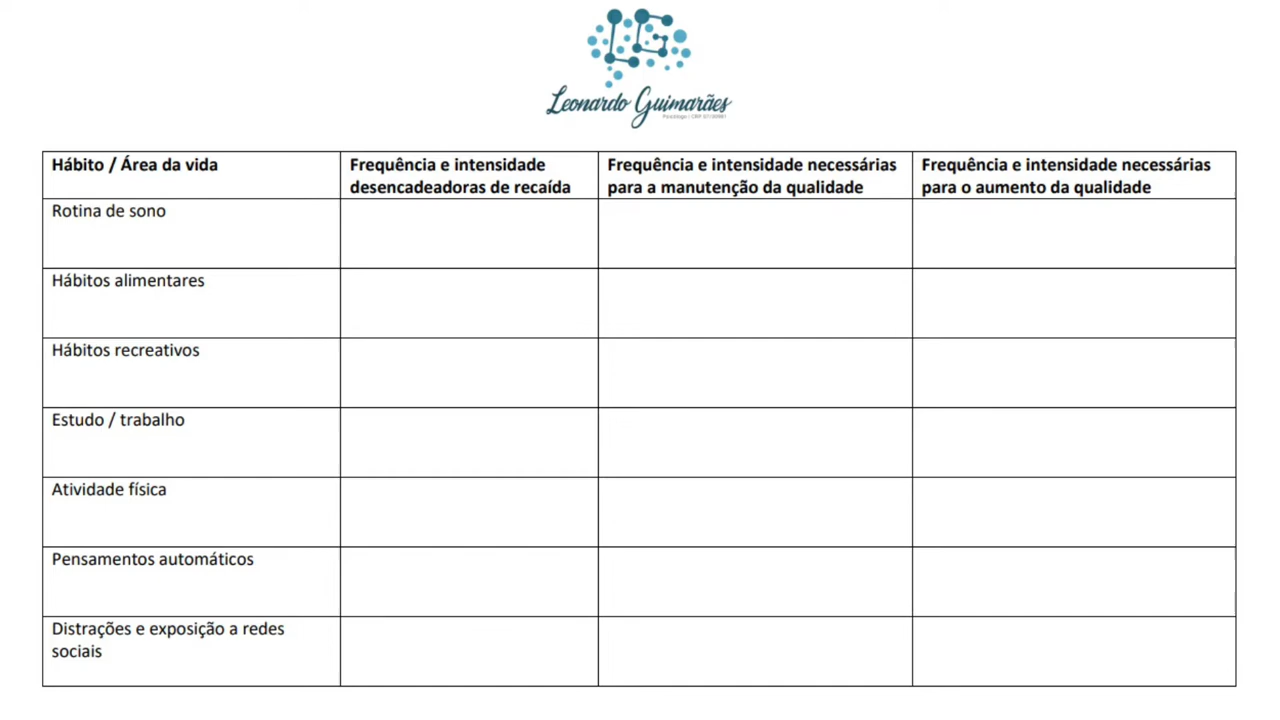 LG
Leonardo Guimarães
Hábito / Área da vida
Frequência e intensidade
desencadeadoras de recaída
Frequência e intensidade necessárias
para a manutenção da qualidade
Frequência e intensidade necessárias
para o aumento da qualidade
Rotina de sono
Hábitos alimentares
Hábitos recreativos
Estudo / trabalho
Atividade física
Pensamentos automáticos
Distrações e exposição a redes
sociais